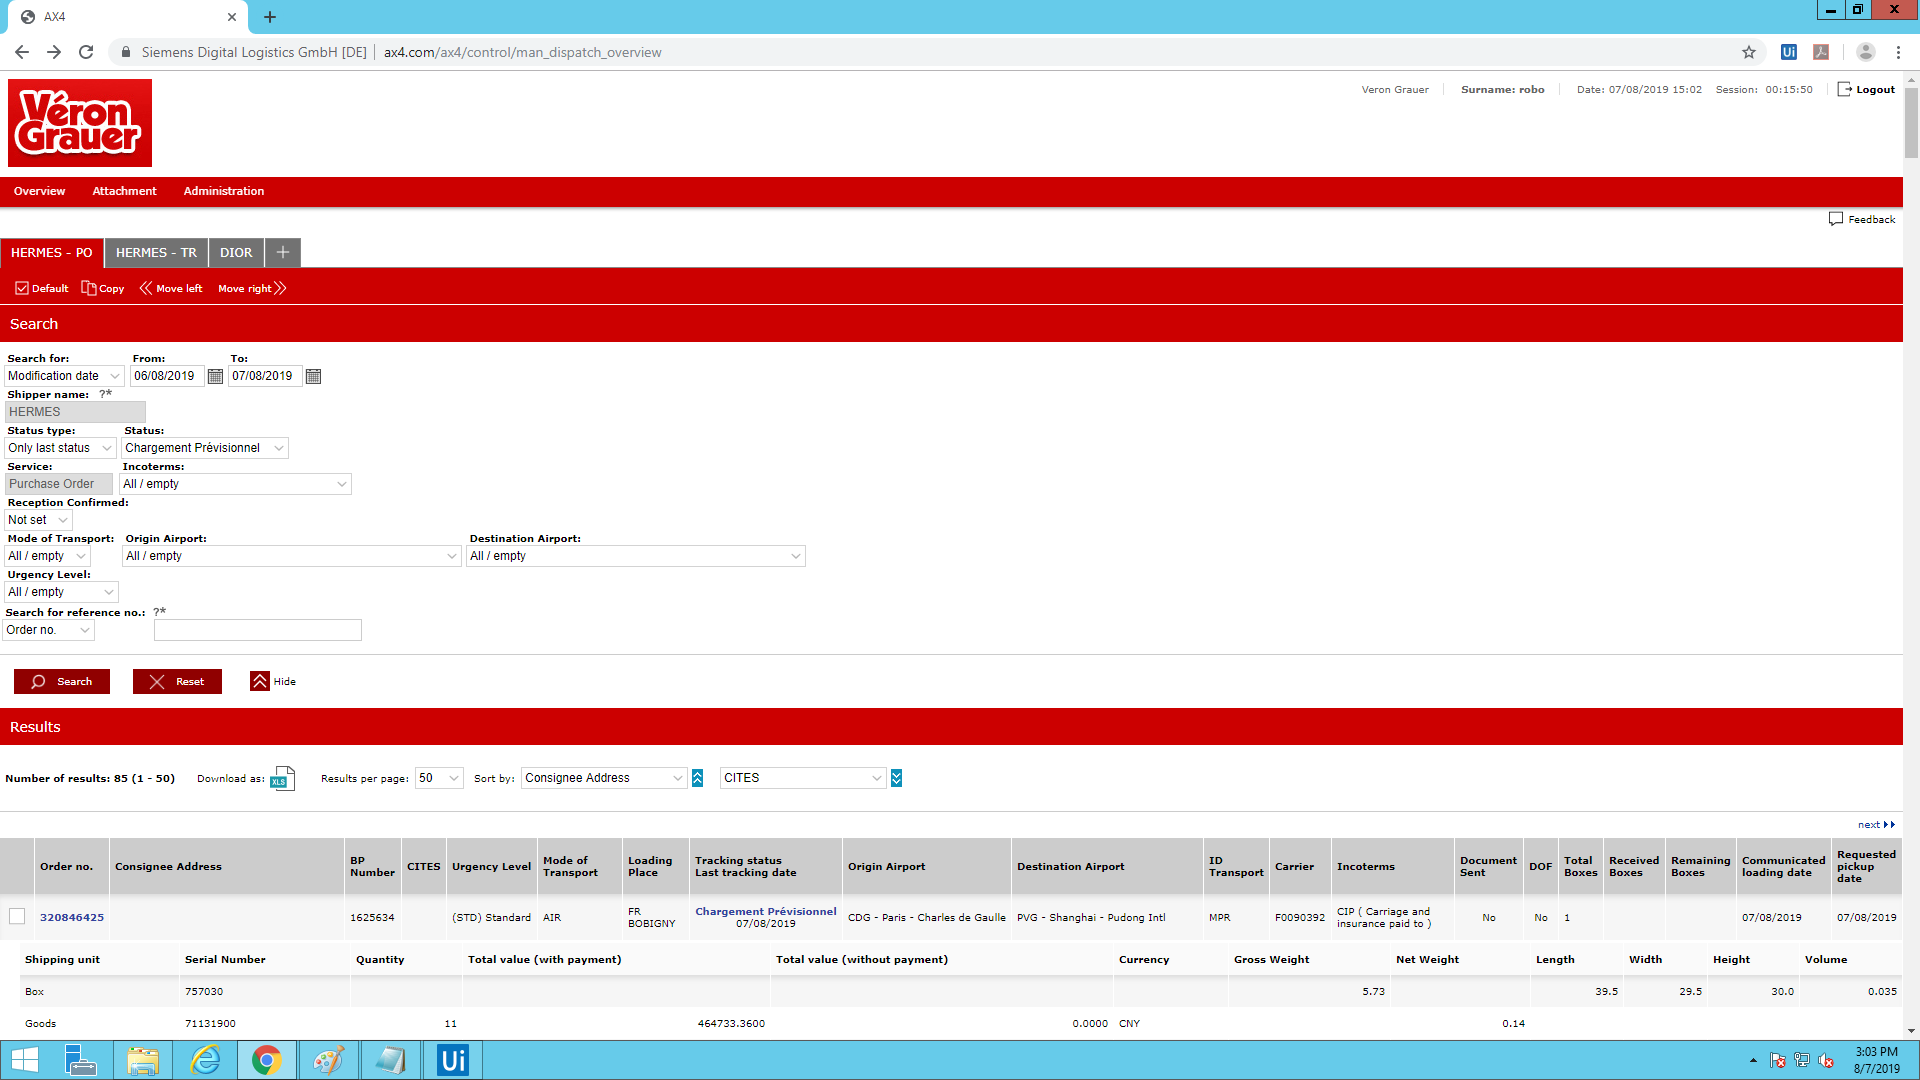 AX4
Siemens Digital Logistics GmbH [DE] | ax4.com/ax4/control/man_dispatch_overview
Ui
Véron Grauer
Veron Grauer
Surname: robo
Date: 07/08/2019 15:02
Session: 00:15:50
Logout
Overview Attachment Administration
Feedback
HERMES - PO HERMES - TR DIOR +
Default Copy Move left Move right
Search
Search for: From: To:
Modification date 06/08/2019 07/08/2019
Shipper name: ?*
HERMES
Status type: Status:
Only last status Chargement Prévisionnel
Service: Incoterms:
Purchase Order All / empty
Reception Confirmed:
Not set
Mode of Transport: Origin Airport: Destination Airport:
All / empty All / empty All / empty
Urgency Level:
All / empty
Search for reference no.: ?*
Order no.
Search Reset Hide
Results
Number of results: 85 (1 - 50) Download as: XLS Results per page: 50 Sort by: Consignee Address CITES
next
Order no. Consignee Address BP Number CITES Urgency Level Mode of Transport Loading Place Tracking status Last tracking date Origin Airport Destination Airport ID Transport Carrier Incoterms Document Sent DOF Total Boxes Received Boxes Remaining Boxes Communicated loading date Requested pickup date
320846425 1625634 (STD) Standard AIR FR BOBIGNY Chargement Prévisionnel 07/08/2019 CDG - Paris - Charles de Gaulle PVG - Shanghai - Pudong Intl MPR F0090392 CIP ( Carriage and insurance paid to ) No No 1 07/08/2019 07/08/2019
Shipping unit Serial Number Quantity Total value (with payment) Total value (without payment) Currency Gross Weight Net Weight Length Width Height Volume
Box 757030 5.73 39.5 29.5 30.0 0.035
Goods 71131900 11 464733.3600 0.0000 CNY 0.14
Ui
3:03 PM
8/7/2019